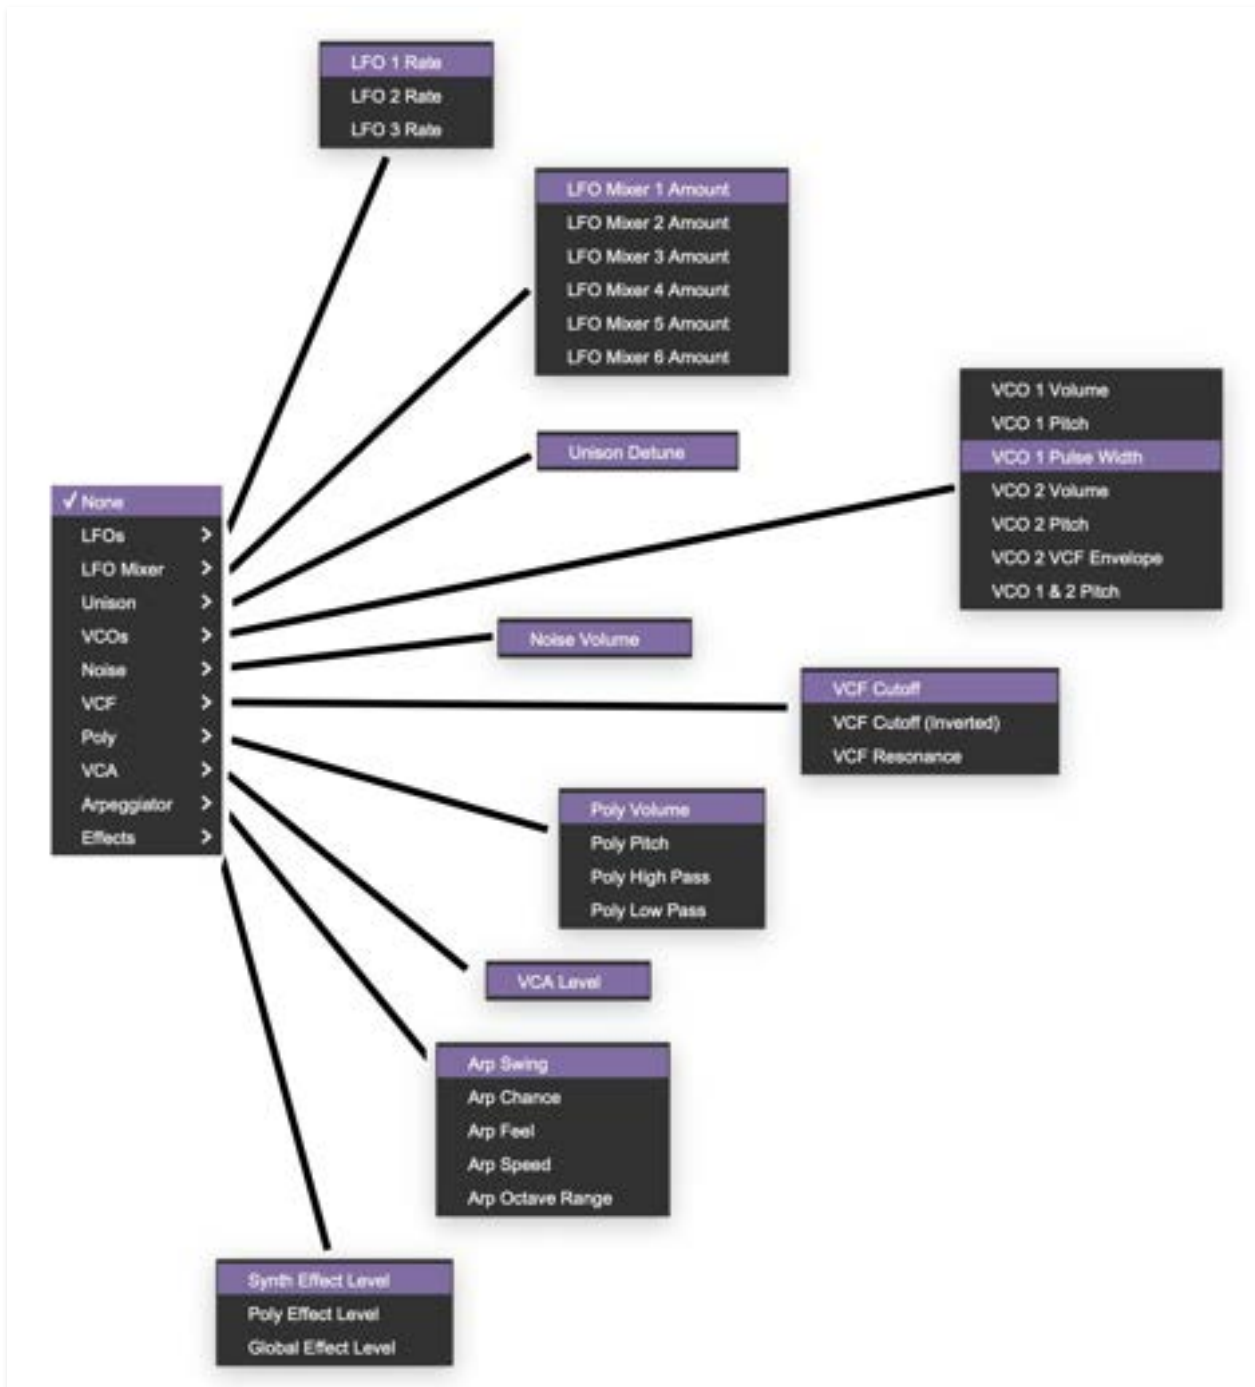 LFO 1 Rate
LFO 2 Rate
LFO 3 Rate
LFO Mixer 1 Amount
LFO Mixer 2 Amount
LFO Mixer 3 Amount
LFO Mixer 4 Amount
LFO Mixer 5 Amount
LFO Mixer 6 Amount
VCO 1 Volume
VCO 1 Pitch
VCO 1 Pulse Width
VCO 2 Volume
VCO 2 Pitch
VCO 2 VCF Envelope
VCO 1 & 2 Pitch
Unison Detune
✓ None
LFOs >
LFO Mixer >
Unison >
VCOs >
Noise >
VCF >
Poly >
VCA >
Arpeggiator >
Effects >
Noise Volume
VCF Cutoff
VCF Cutoff (Inverted)
VCF Resonance
Poly Volume
Poly Pitch
Poly High Pass
Poly Low Pass
VCA Level
Arp Swing
Arp Chance
Arp Feel
Arp Speed
Arp Octave Range
Synth Effect Level
Poly Effect Level
Global Effect Level